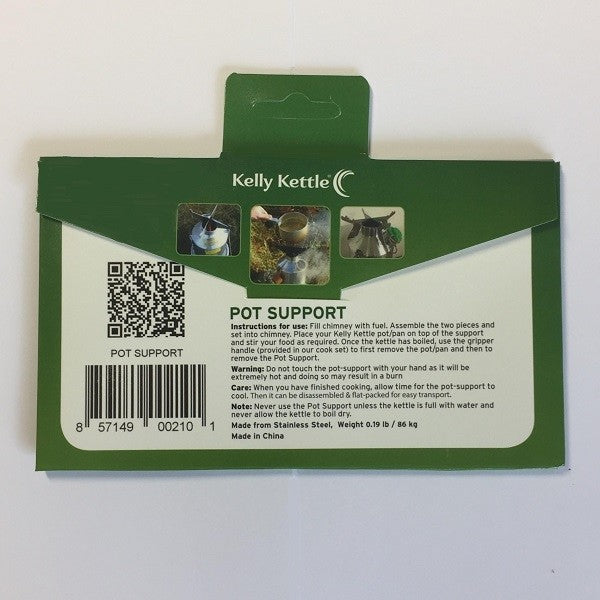 Kelly Kettle®
POT SUPPORT
Instructions for use: Fill chimney with fuel. Assemble the two pieces and
set into chimney. Place your Kelly Kettle pot/pan on top of the support
and stir your food as required. Once the kettle has boiled, use the gripper
handle (provided in our cook set) to first remove the pot/pan and then to
remove the Pot Support.
Warning: Do not touch the pot-support with your hand as it will be
extremely hot and doing so may result in a burn
Care: When you have finished cooking, allow time for the pot-support to
cool. Then it can be disassembled & flat-packed for easy transport.
Note: Never use the Pot Support unless the kettle is full with water and
never allow the kettle to boil dry.
Made from Stainless Steel, Weight 0.19 lb / 86 kg
Made in China
POT SUPPORT
8 57149 00210 1